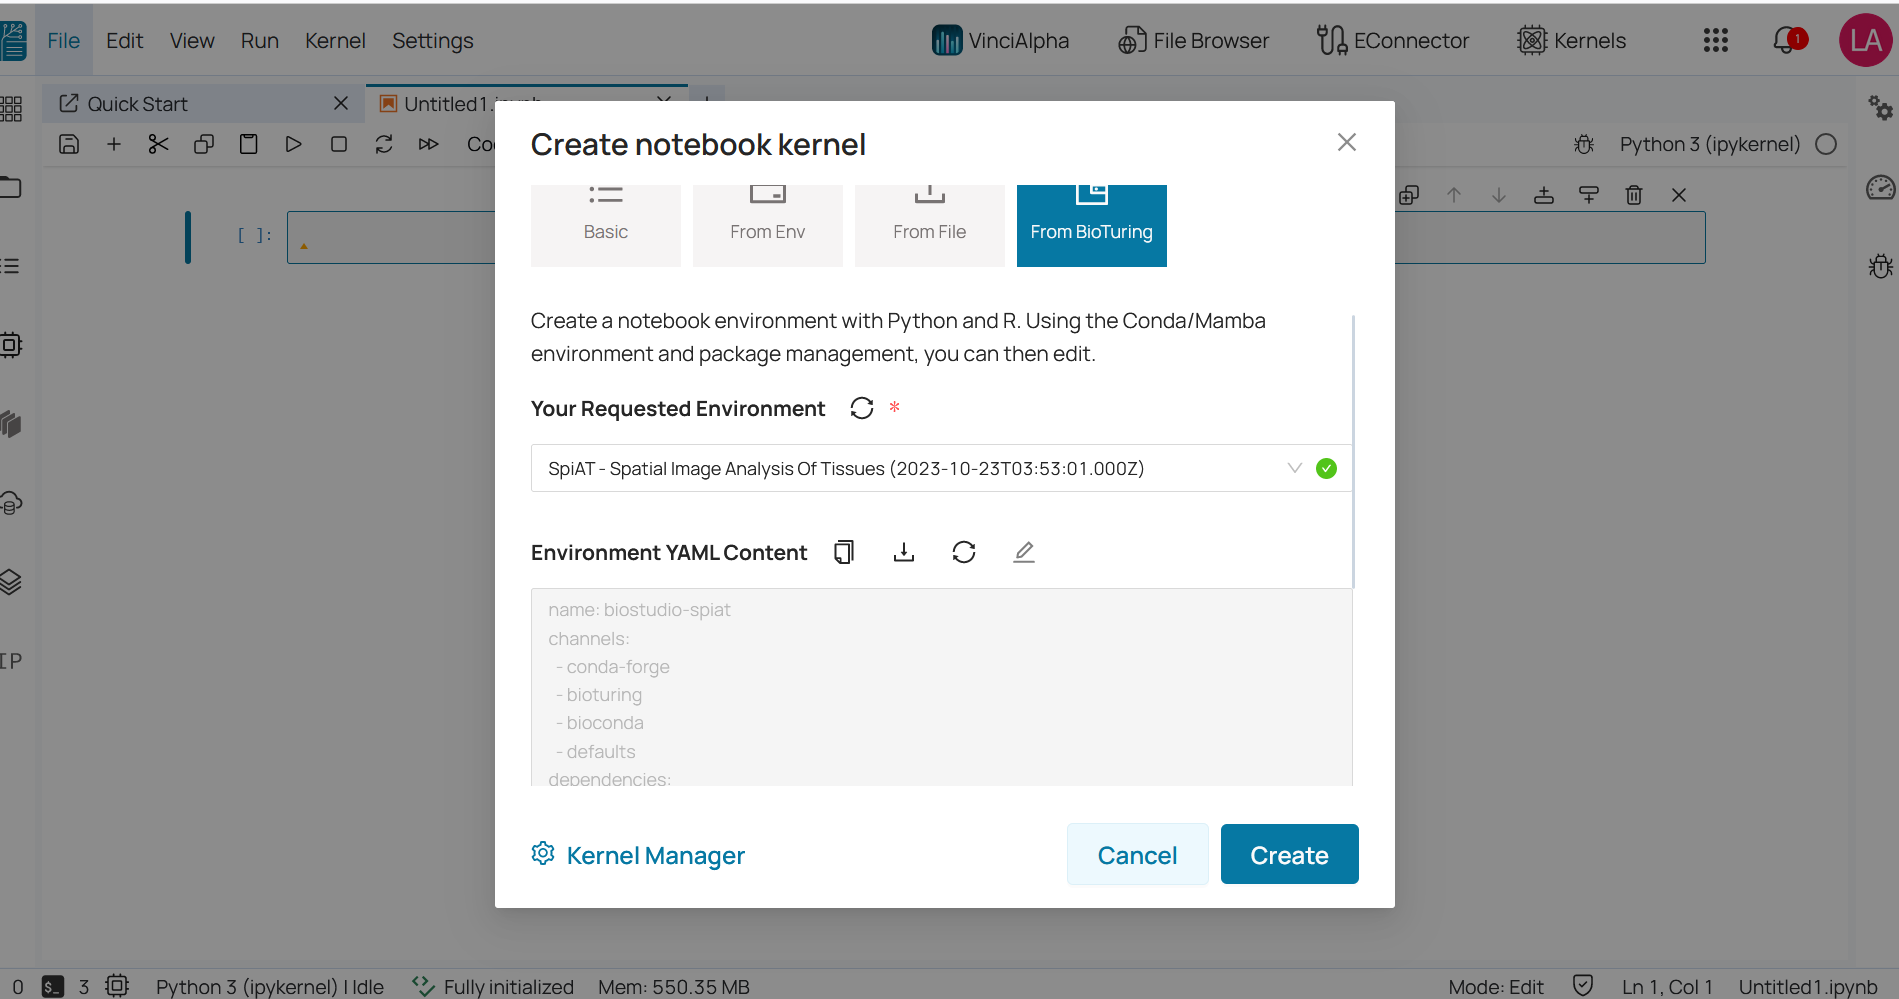 File Edit View Run Kernel Settings VinciAlpha File Browser EConnector Kernels 1 LA
Quick Start Untitled1.ipynb
Python 3 (ipykernel)
[ ]:
IP
Create notebook kernel
Basic From Env From File From BioTuring
Create a notebook environment with Python and R. Using the Conda/Mamba
environment and package management, you can then edit.
Your Requested Environment *
SpiAT - Spatial Image Analysis Of Tissues (2023-10-23T03:53:01.000Z)
Environment YAML Content
name: biostudio-spiat
channels:
- conda-forge
- bioturing
- bioconda
- defaults
dependencies:
Kernel Manager Cancel Create
0 $_ 3 Python 3 (ipykernel) | Idle Fully initialized Mem: 550.35 MB Mode: Edit Ln 1, Col 1 Untitled1.ipynb